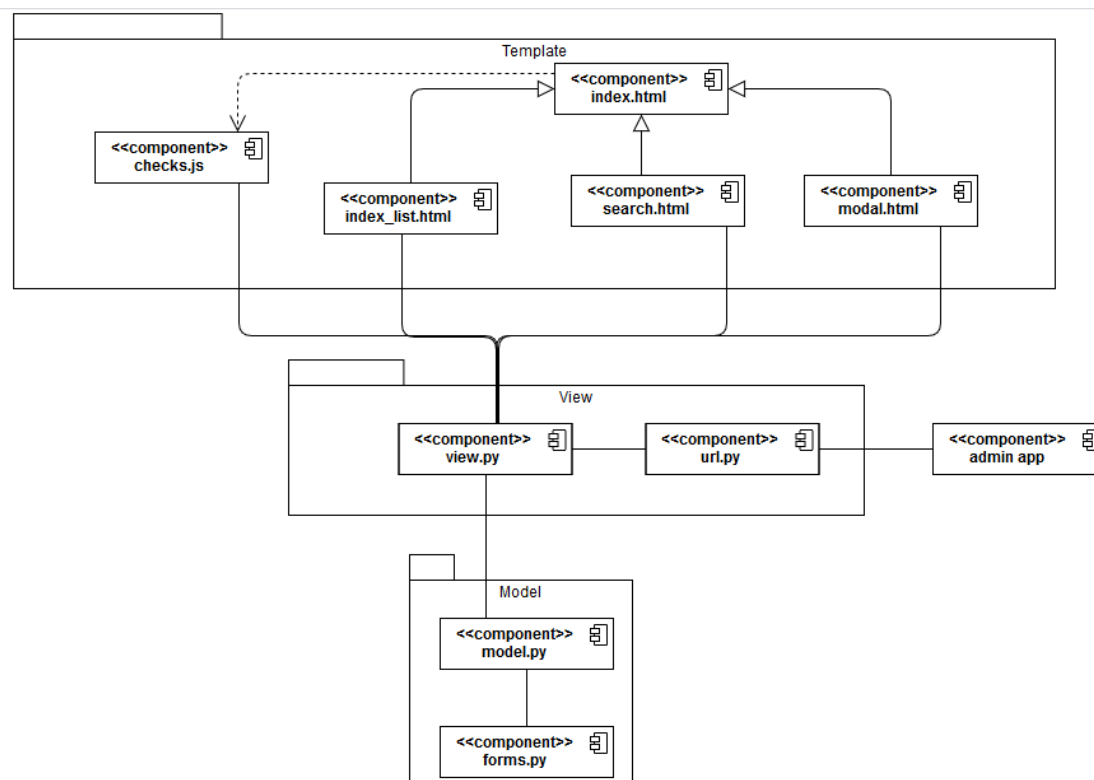 Template
<<component>>
index.html
<<component>>
checks.js
<<component>>
index_list.html
<<component>>
search.html
<<component>>
modal.html
View
<<component>>
view.py
<<component>>
url.py
<<component>>
admin app
Model
<<component>>
model.py
<<component>>
forms.py